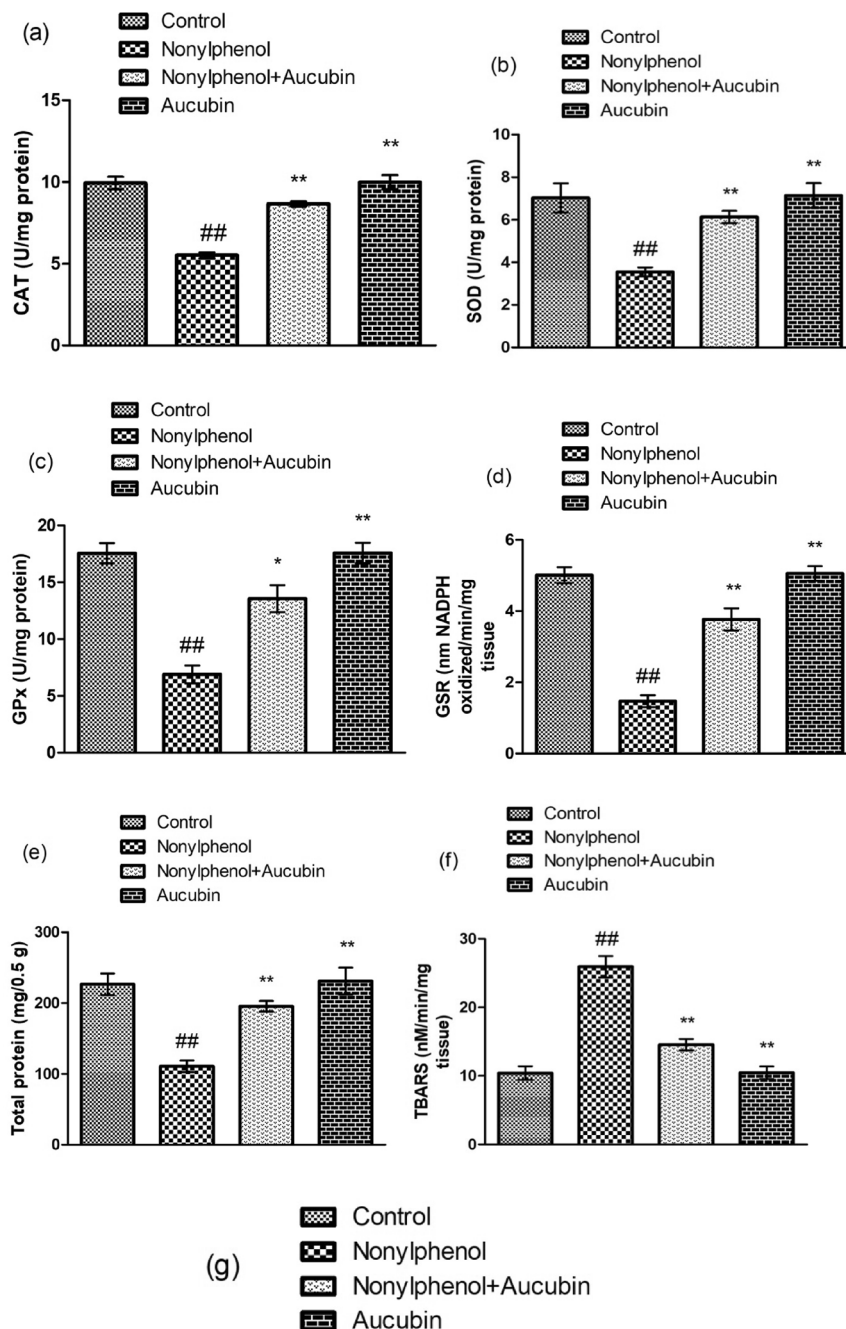 (a)
Control
Nonylphenol
Nonylphenol+Aucubin
Aucubin
CAT (U/mg protein)
15
10
5
0
##
**
**
(b)
Control
Nonylphenol
Nonylphenol+Aucubin
Aucubin
SOD (U/mg protein)
8
6
4
2
0
##
**
**
(c)
Control
Nonylphenol
Nonylphenol+Aucubin
Aucubin
GPx (U/mg protein)
20
15
10
5
0
##
*
**
(d)
Control
Nonylphenol
Nonylphenol+Aucubin
Aucubin
GSR (nm NADPH
oxidized/min/mg
tissue
6
4
2
0
##
**
**
(e)
Control
Nonylphenol
Nonylphenol+Aucubin
Aucubin
Total protein (mg/0.5 g)
300
200
100
0
##
**
**
(f)
Control
Nonylphenol
Nonylphenol+Aucubin
Aucubin
TBARS (nM/min/mg
tissue)
30
20
10
0
##
**
**
(g)
Control
Nonylphenol
Nonylphenol+Aucubin
Aucubin